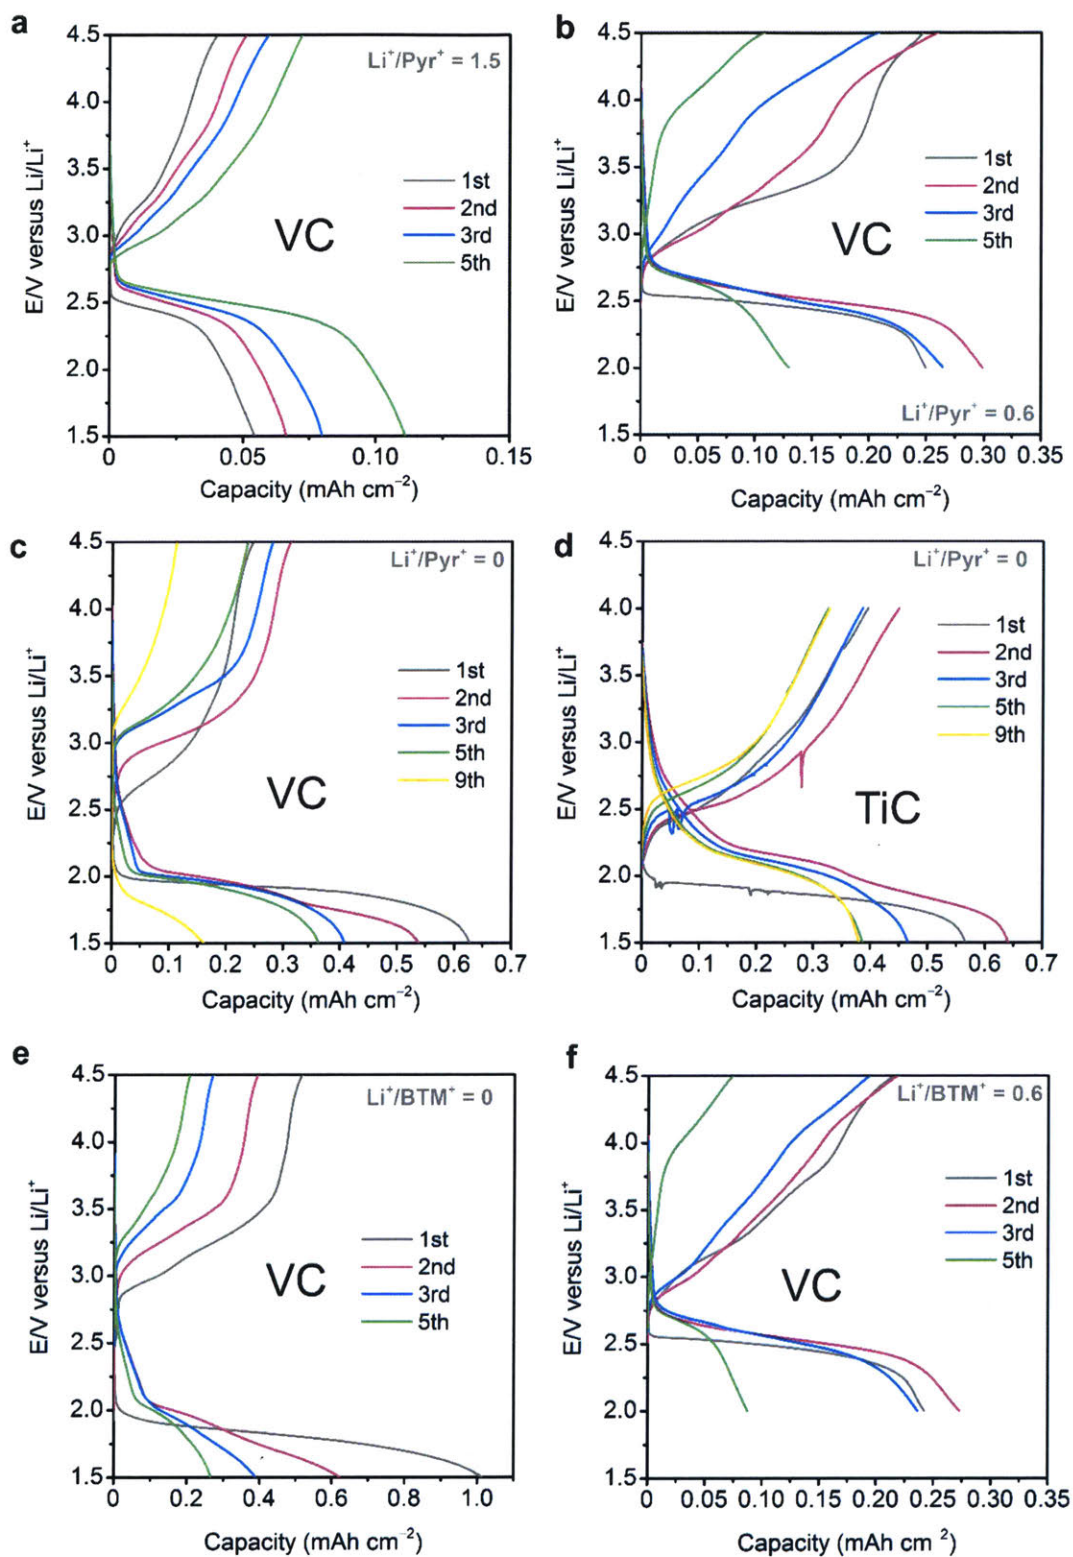 a
4.5
4.0
3.5
3.0
2.5
2.0
1.5
E/V versus Li/Li⁺
Li⁺/Pyr⁺ = 1.5
1st
2nd
3rd
5th
VC
0 0.05 0.10 0.15
Capacity (mAh cm⁻²)
b
4.5
4.0
3.5
3.0
2.5
2.0
1.5
E/V versus Li/Li⁺
1st
2nd
3rd
5th
VC
Li⁺/Pyr⁺ = 0.6
0 0.05 0.10 0.15 0.20 0.25 0.30 0.35
Capacity (mAh cm⁻²)
c
4.5
4.0
3.5
3.0
2.5
2.0
1.5
E/V versus Li/Li⁺
Li⁺/Pyr⁺ = 0
1st
2nd
3rd
5th
9th
VC
0 0.1 0.2 0.3 0.4 0.5 0.6 0.7
Capacity (mAh cm⁻²)
d
4.5
4.0
3.5
3.0
2.5
2.0
1.5
E/V versus Li/Li⁺
Li⁺/Pyr⁺ = 0
1st
2nd
3rd
5th
9th
TiC
0 0.1 0.2 0.3 0.4 0.5 0.6 0.7
Capacity (mAh cm⁻²)
e
4.5
4.0
3.5
3.0
2.5
2.0
1.5
E/V versus Li/Li⁺
Li⁺/BTM⁺ = 0
1st
2nd
3rd
5th
VC
0 0.2 0.4 0.6 0.8 1.0
Capacity (mAh cm⁻²)
f
4.5
4.0
3.5
3.0
2.5
2.0
1.5
E/V versus Li/Li⁺
Li⁺/BTM⁺ = 0.6
1st
2nd
3rd
5th
VC
0 0.05 0.10 0.15 0.20 0.25 0.30 0.35
Capacity (mAh cm ²)